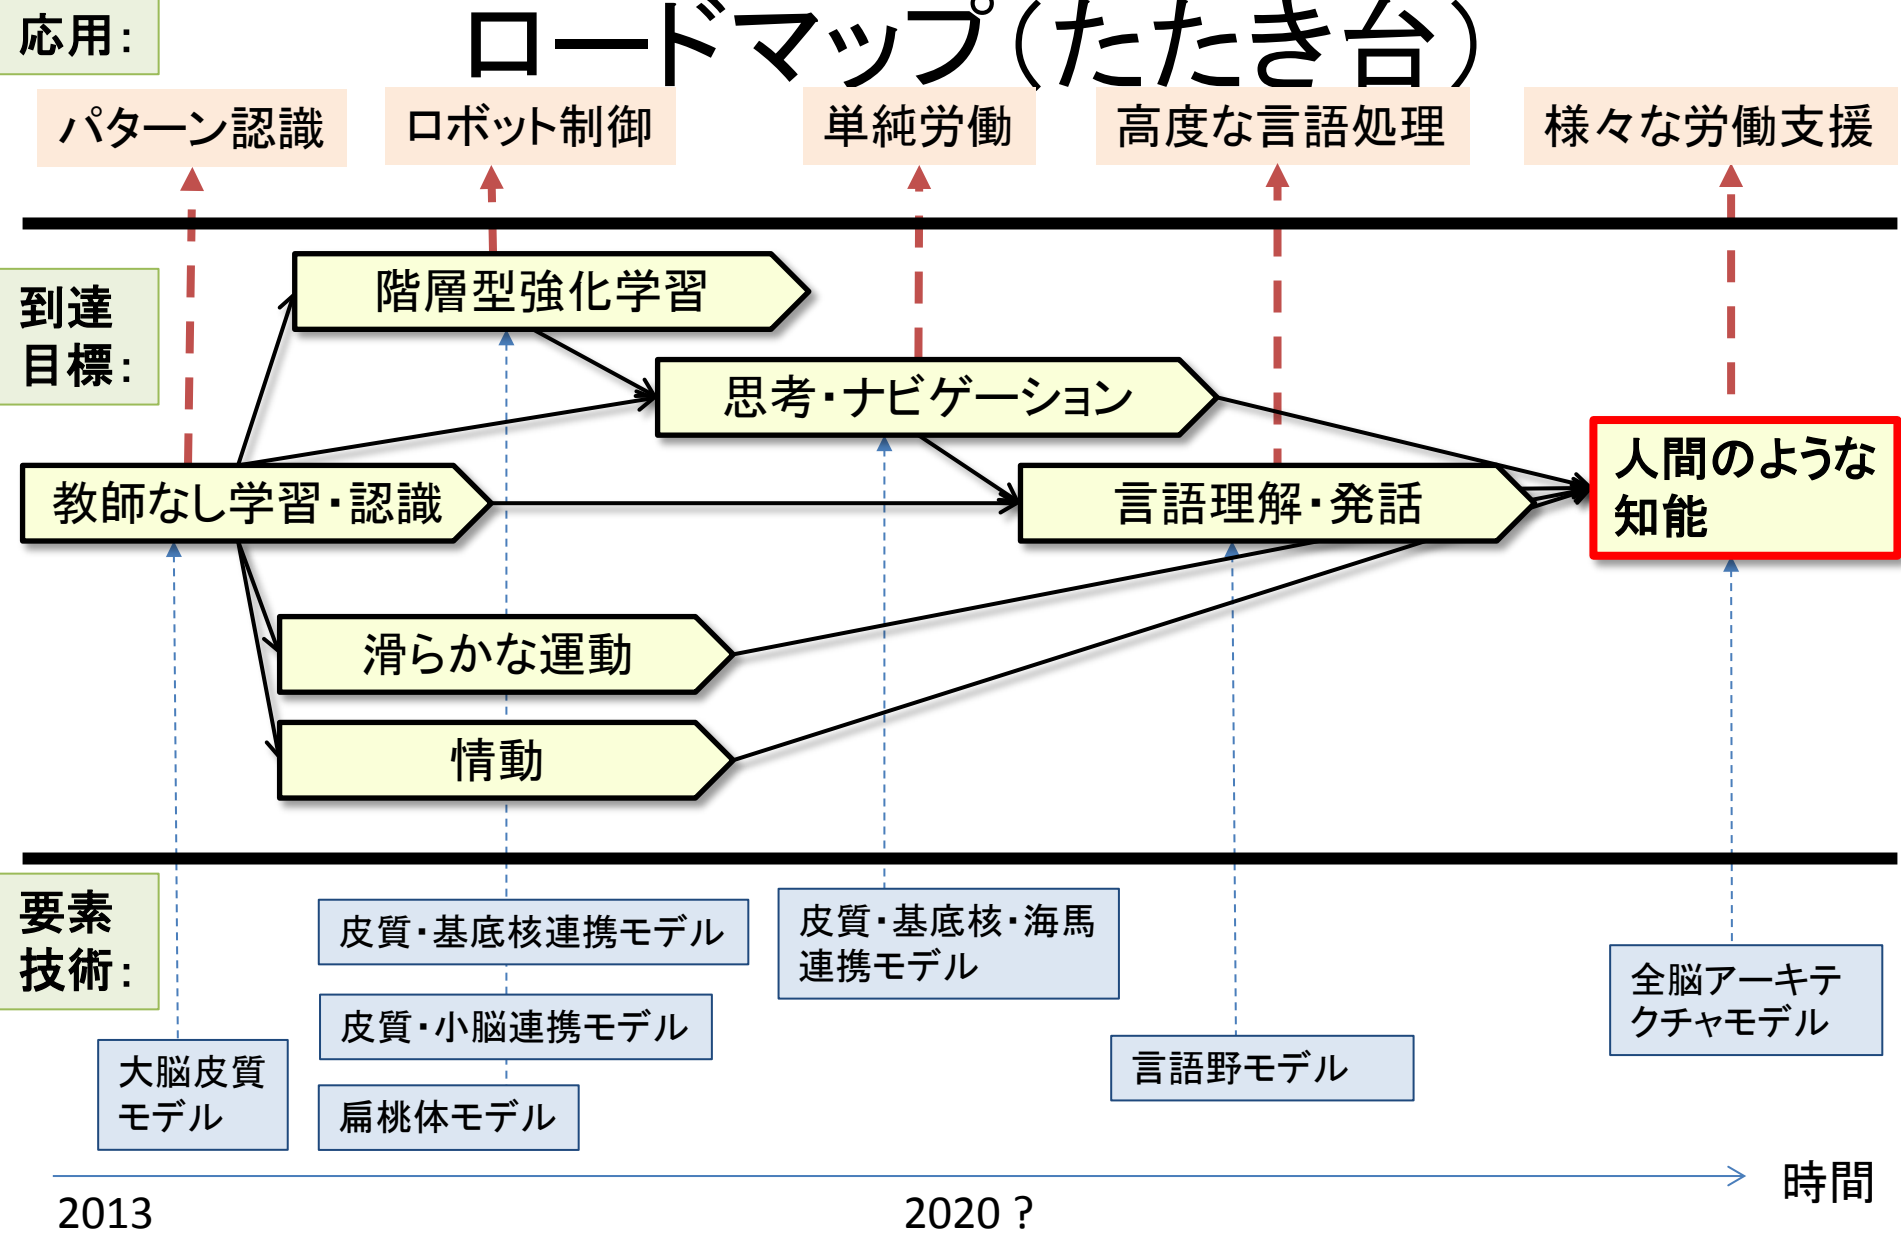 ロードマップ（たたき台）
応用：
パターン認識
ロボット制御
単純労働
高度な言語処理
様々な労働支援
到達
目標：
階層型強化学習
思考・ナビゲーション
教師なし学習・認識
言語理解・発話
人間のような
知能
滑らかな運動
情動
要素
技術：
皮質・基底核連携モデル
皮質・基底核・海馬
連携モデル
皮質・小脳連携モデル
全脳アーキテ
クチャモデル
大脳皮質
モデル
扁桃体モデル
言語野モデル
時間
2013
2020 ?